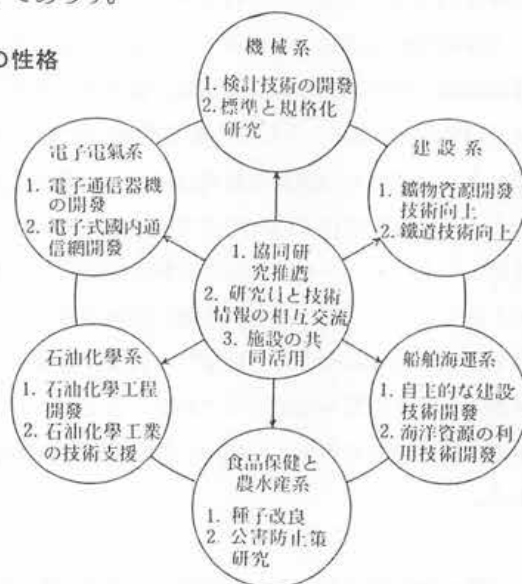 であろう。
の性格
機械系
1. 検計技術の開發
2. 標準と規格化
研究
電子電氣系
1. 電子通信器機
の開發
2. 電子式國内通
信網開發
建設系
1. 鑛物資源開發
技術向上
2. 鐵道技術向上
1. 協同研
究推薦
2. 研究員と技術
情報の相互交流
3. 施設の共
同活用
石油化學系
1. 石油化學工程
開發
2. 石油化學工業
の技術支援
船舶海運系
1. 自主的な建設
技術開發
2. 海洋資源の利
用技術開發
食品保健と
農水産系
1. 種子改良
2. 公害防止策
研究